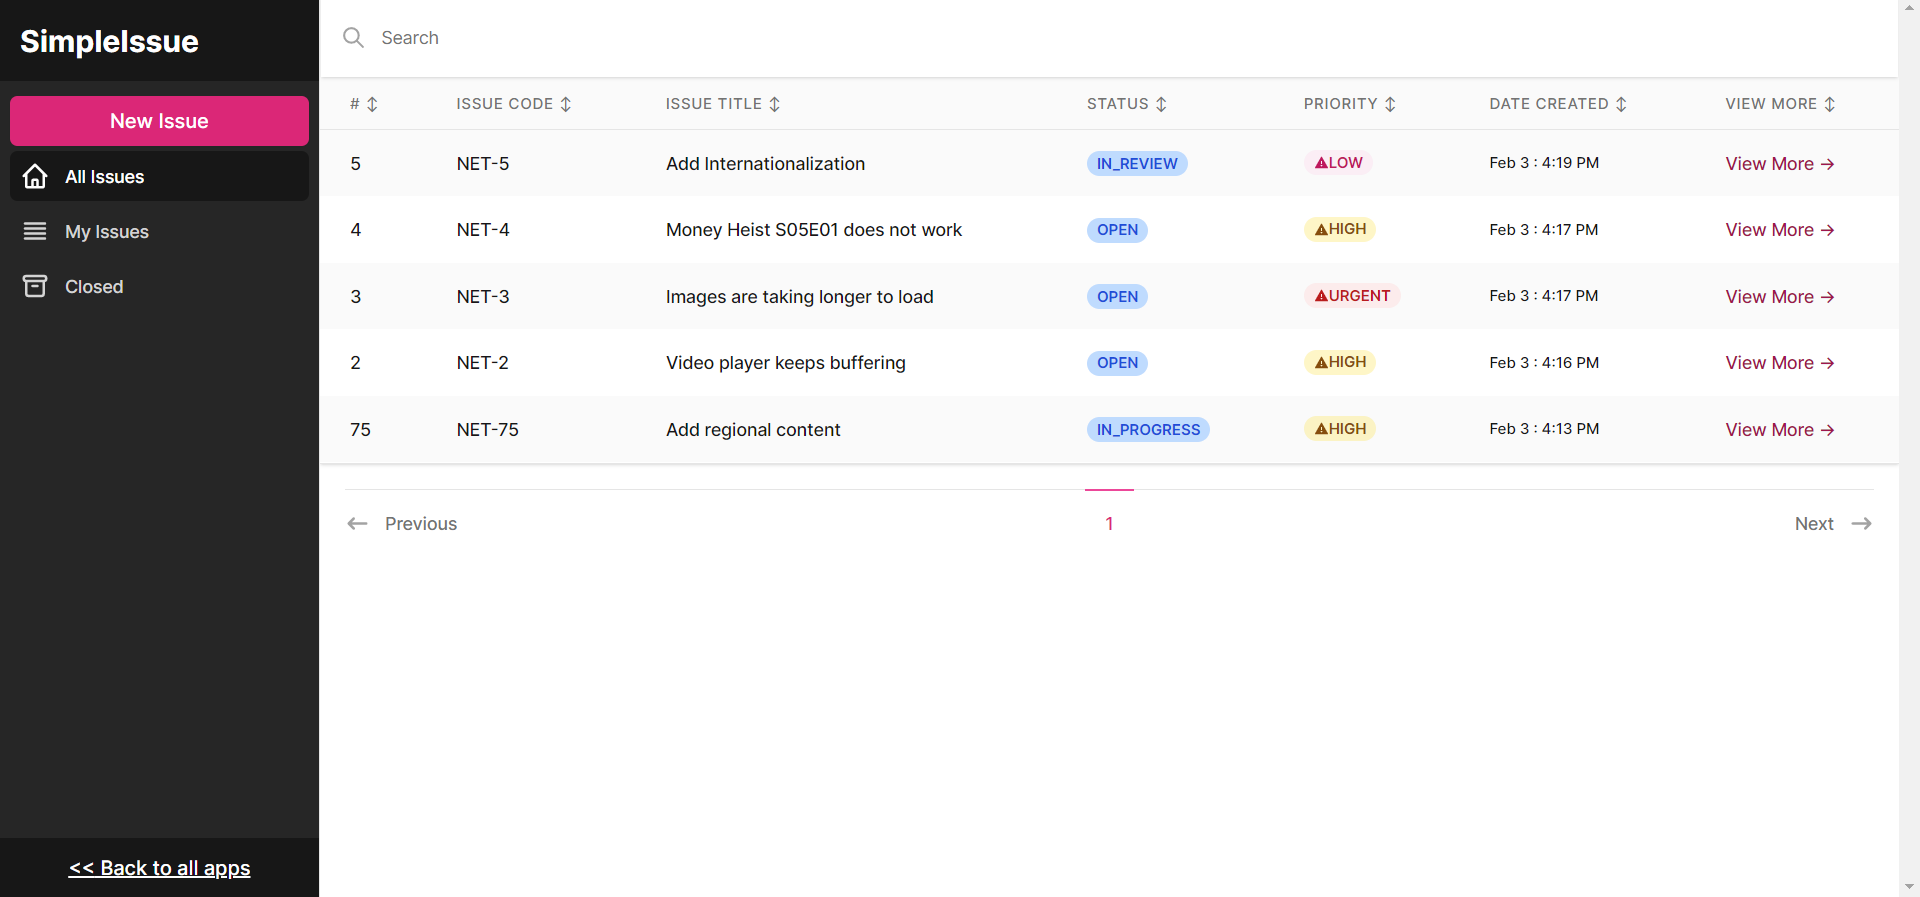 SimpleIssue
New Issue
All Issues
My Issues
Closed
<< Back to all apps
Search
# ISSUE CODE ISSUE TITLE STATUS PRIORITY DATE CREATED VIEW MORE
5 NET-5 Add Internationalization IN_REVIEW LOW Feb 3 : 4:19 PM View More →
4 NET-4 Money Heist S05E01 does not work OPEN HIGH Feb 3 : 4:17 PM View More →
3 NET-3 Images are taking longer to load OPEN URGENT Feb 3 : 4:17 PM View More →
2 NET-2 Video player keeps buffering OPEN HIGH Feb 3 : 4:16 PM View More →
75 NET-75 Add regional content IN_PROGRESS HIGH Feb 3 : 4:13 PM View More →
← Previous 1 Next →